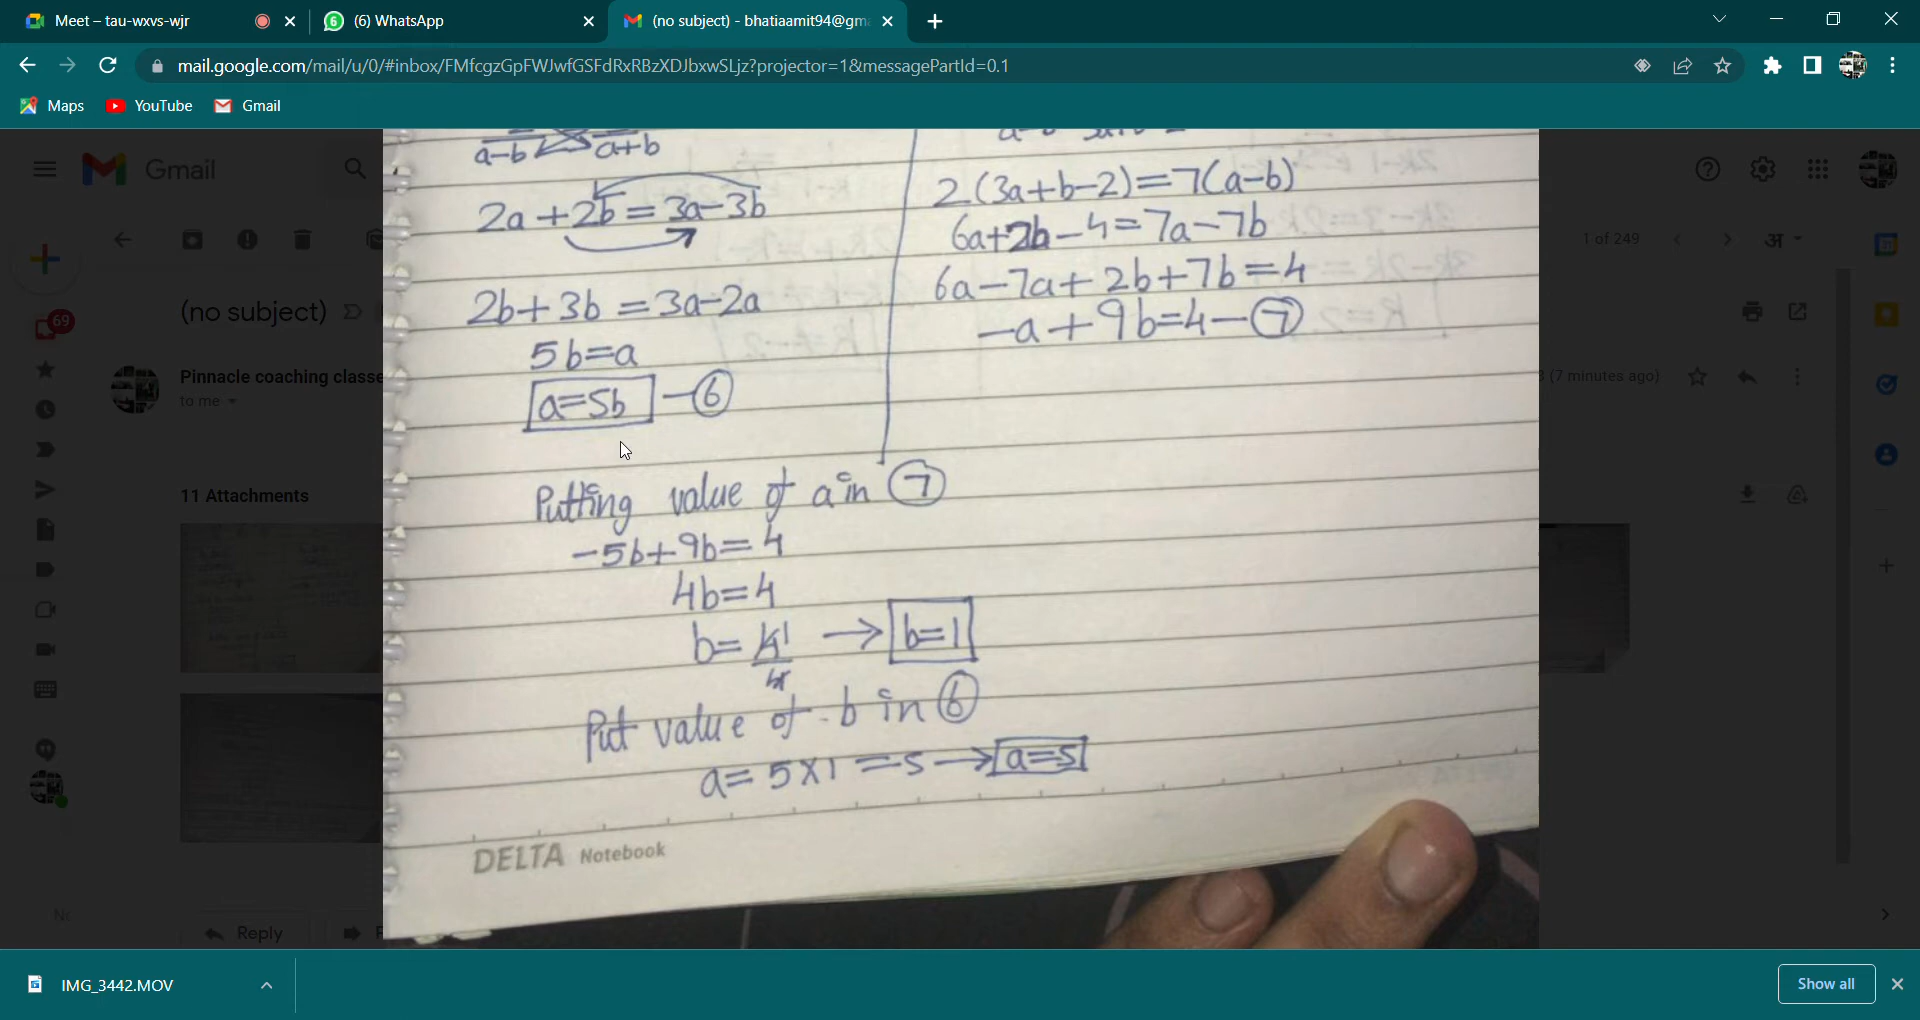 Meet – tau-wxvs-wjr
(6) WhatsApp
(no subject) - bhatiaamit94@gm
mail.google.com/mail/u/0/#inbox/FMfcgzGpFWJwfGSFdRxRBzXDJbxwSLjz?projector=1&messagePartId=0.1
Maps YouTube Gmail
Gmail
1 of 249
अ
69
(no subject)
Pinnacle coaching classe
(7 minutes ago)
to me
11 Attachments
Reply
a-b a+b
2a+2b=3a-3b
2b+3b=3a-2a
5b=a
a=5b -⑥
2(3a+b-2)=7(a-b)
6a+2b-4=7a-7b
6a-7a+2b+7b=4
-a+9b=4-⑦
Putting value of a in ⑦
-5b+9b=4
4b=4
b= 4 1 → b=1
4
Put value of b in ⑥
a=5×1=5→a=5
DELTA Notebook
IMG_3442.MOV
Show all